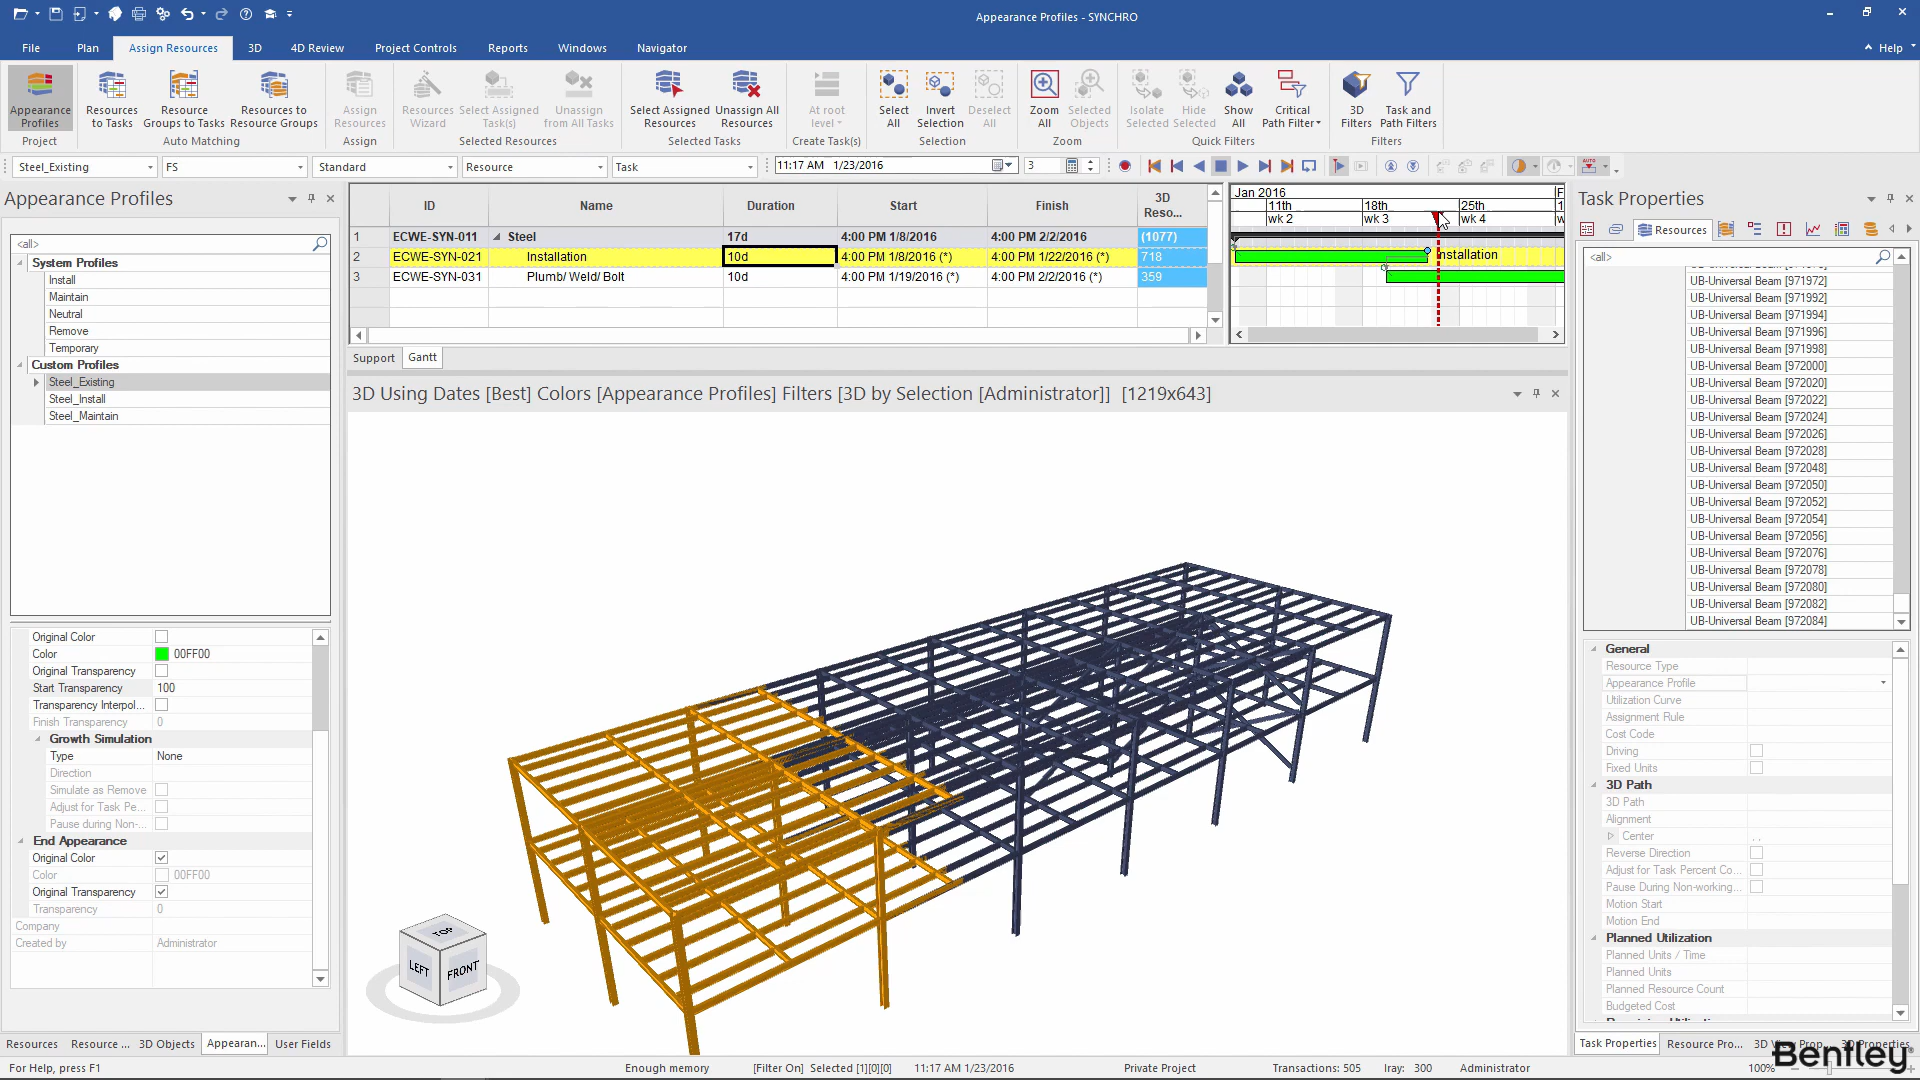 Appearance Profiles - SYNCHRO
File Plan Assign Resources 3D 4D Review Project Controls Reports Windows Navigator Help
Appearance Profiles
Resources to Tasks
Resource Groups to Tasks
Resources to Resource Groups
Assign Resources
Resources Wizard
Select Assigned Task(s)
Unassign from All Tasks
Select Assigned Resources
Unassign All Resources
At root level
Select All
Invert Selection
Deselect All
Zoom All
Selected Objects
Isolate Selected
Hide Selected
Show All
Critical Path Filter
3D Filters
Task and Path Filters
Project Auto Matching Assign Selected Resources Selected Tasks Create Task(s) Selection Zoom Quick Filters Filters
Steel_Existing FS Standard Resource Task 11:17 AM 1/23/2016 3 AUTO
Appearance Profiles
<all>
System Profiles
Install
Maintain
Neutral
Remove
Temporary
Custom Profiles
Steel_Existing
Steel_Install
Steel_Maintain
Original Color
Color 00FF00
Original Transparency
Start Transparency 100
Transparency Interpol...
Finish Transparency 0
Growth Simulation
Type None
Direction
Simulate as Remove
Adjust for Task Pe...
Pause during Non-...
End Appearance
Original Color
Color 00FF00
Original Transparency
Transparency 0
Company
Created by Administrator
Resources Resource ... 3D Objects Appearan... User Fields
ID Name Duration Start Finish 3D Reso...
1 ECWE-SYN-011 Steel 17d 4:00 PM 1/8/2016 4:00 PM 2/2/2016 (1077)
2 ECWE-SYN-021 Installation 10d 4:00 PM 1/8/2016 (*) 4:00 PM 1/22/2016 (*) 718
3 ECWE-SYN-031 Plumb/ Weld/ Bolt 10d 4:00 PM 1/19/2016 (*) 4:00 PM 2/2/2016 (*) 359
Support Gantt
Jan 2016 F
11th 18th 25th 1
wk 2 wk 3 wk 4 w
Installation
3D Using Dates [Best] Colors [Appearance Profiles] Filters [3D by Selection [Administrator]] [1219x643]
TOP
LEFT FRONT
Task Properties
Resources
<all>
UB-Universal Beam [971972]
UB-Universal Beam [971992]
UB-Universal Beam [971994]
UB-Universal Beam [971996]
UB-Universal Beam [971998]
UB-Universal Beam [972000]
UB-Universal Beam [972020]
UB-Universal Beam [972022]
UB-Universal Beam [972024]
UB-Universal Beam [972026]
UB-Universal Beam [972028]
UB-Universal Beam [972048]
UB-Universal Beam [972050]
UB-Universal Beam [972052]
UB-Universal Beam [972054]
UB-Universal Beam [972056]
UB-Universal Beam [972076]
UB-Universal Beam [972078]
UB-Universal Beam [972080]
UB-Universal Beam [972082]
UB-Universal Beam [972084]
General
Resource Type
Appearance Profile
Utilization Curve
Assignment Rule
Cost Code
Driving
Fixed Units
3D Path
3D Path
Alignment
Center , ,
Reverse Direction
Adjust for Task Percent Co...
Pause During Non-working...
Motion Start
Motion End
Planned Utilization
Planned Units / Time
Planned Units
Planned Resource Count
Budgeted Cost
Task Properties Resource Pro... 3D View Prop... 3D Properties
Bentley
For Help, press F1 Enough memory [Filter On] Selected [1][0][0] 11:17 AM 1/23/2016 Private Project Transactions: 505 Iray: 300 Administrator 100%